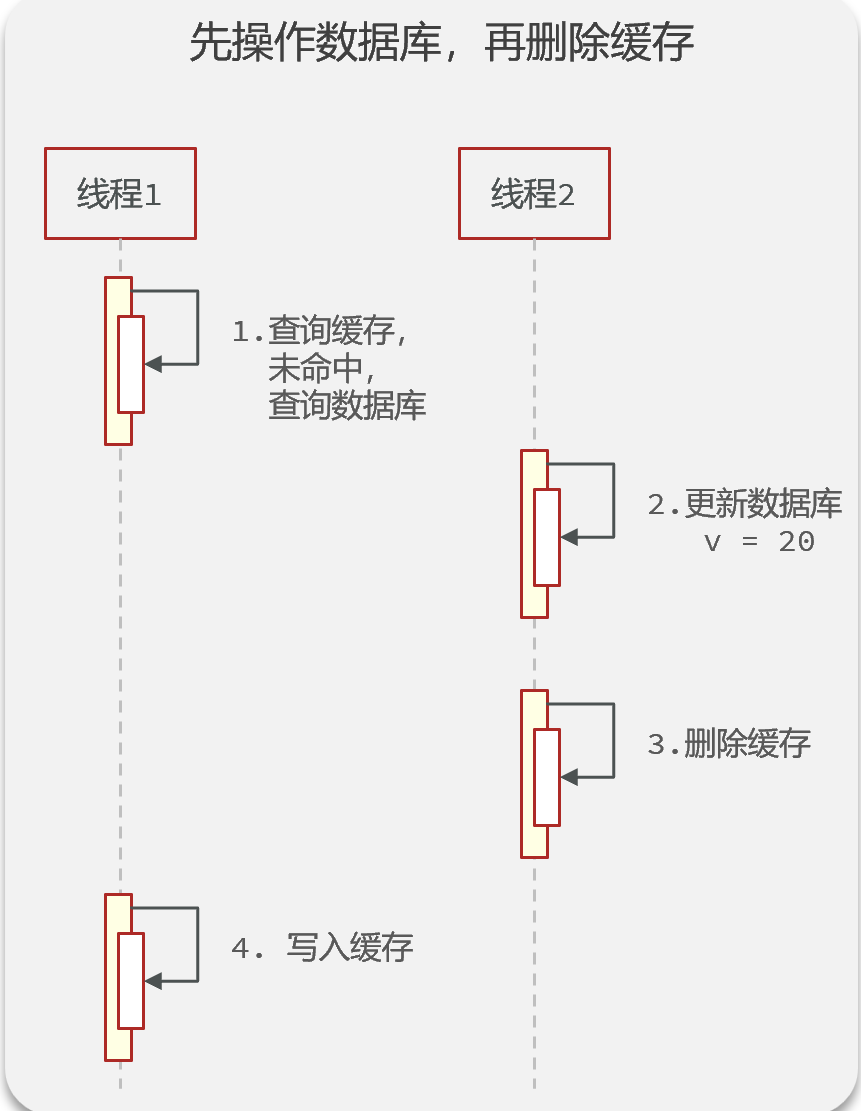 先操作数据库，再删除缓存
线程1
线程2
1.查询缓存，
未命中，
查询数据库
2.更新数据库
v = 20
3.删除缓存
4. 写入缓存